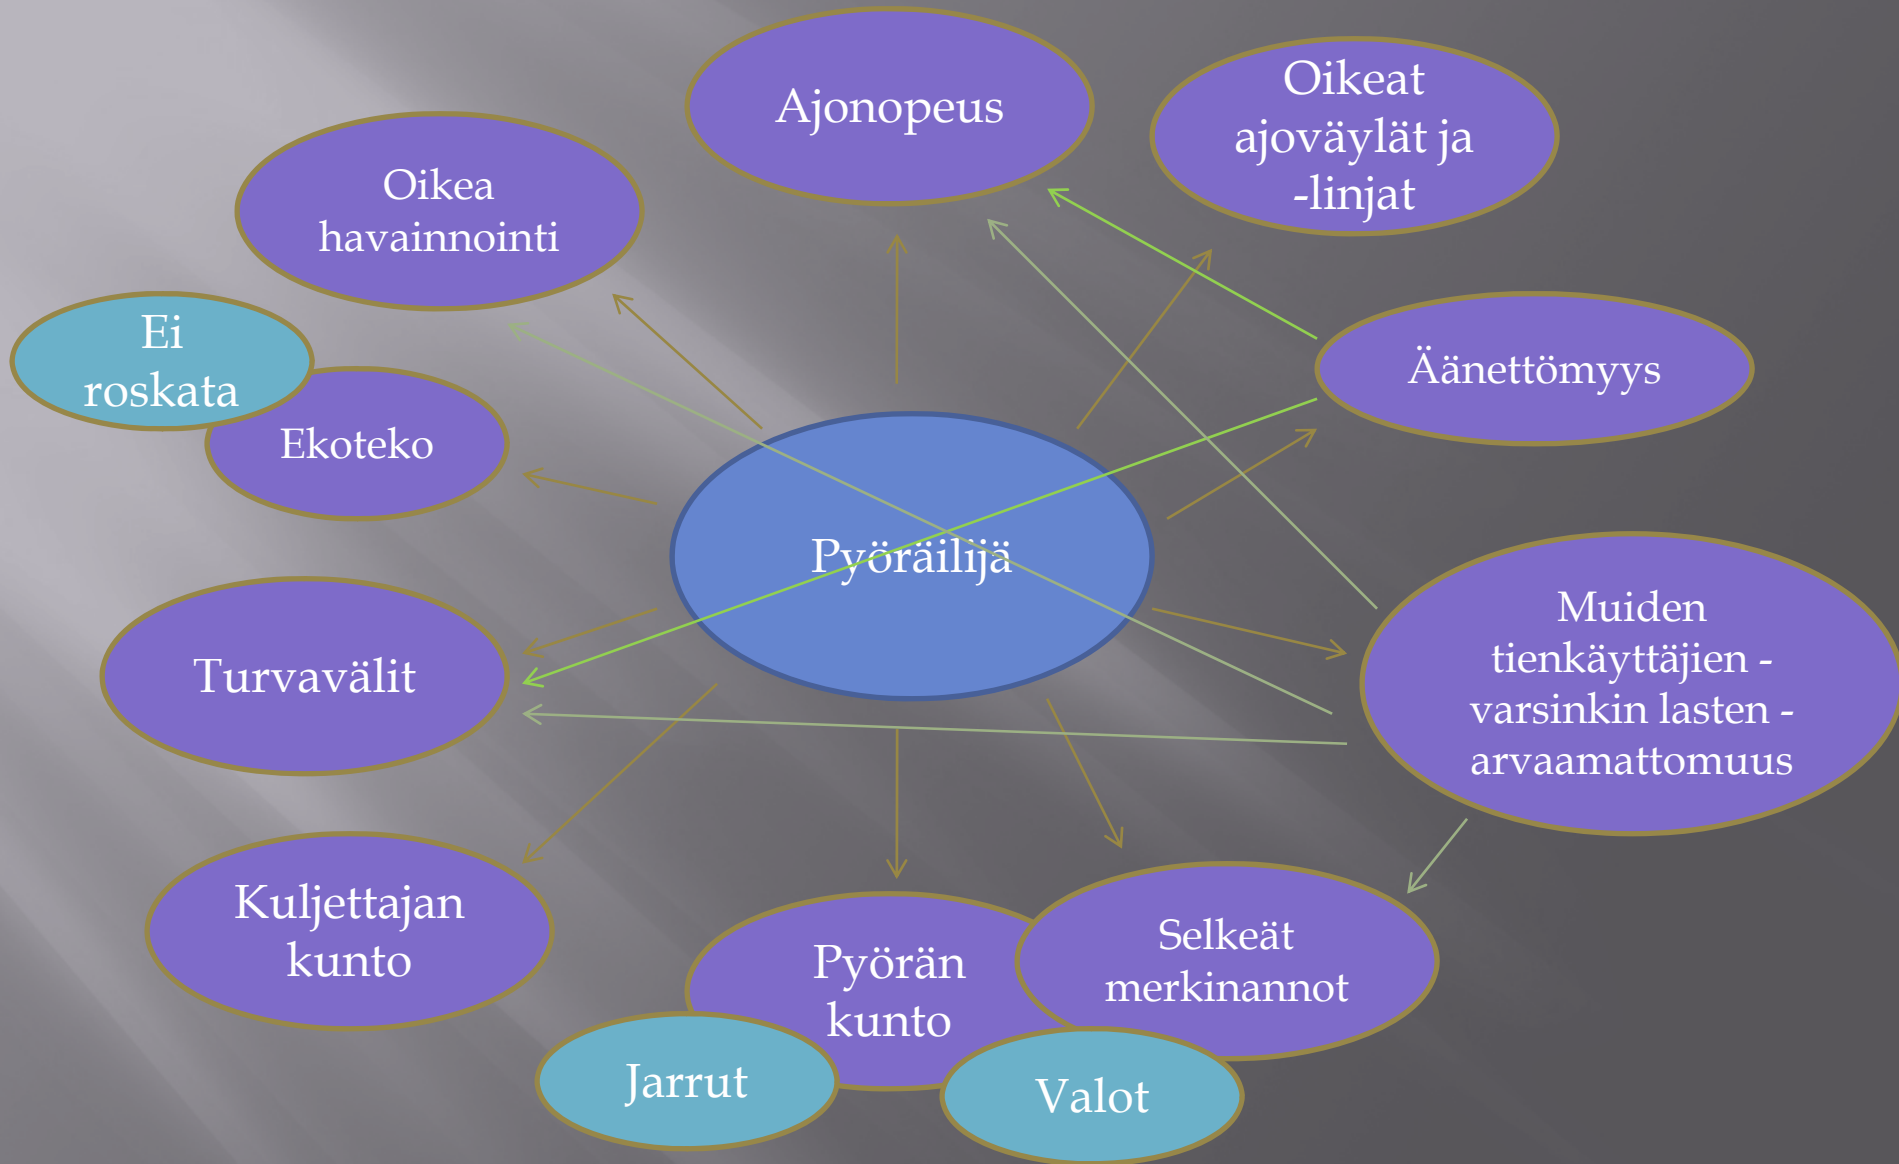 Ajonopeus
Oikeat
ajoväylät ja
-linjat
Oikea
havainnointi
Ei
roskata
Ekoteko
Äänettömyys
Pyöräilijä
Turvavälit
Muiden
tienkäyttäjien -
varsinkin lasten -
arvaamattomuus
Kuljettajan
kunto
Pyörän
kunto
Selkeät
merkinannot
Jarrut
Valot